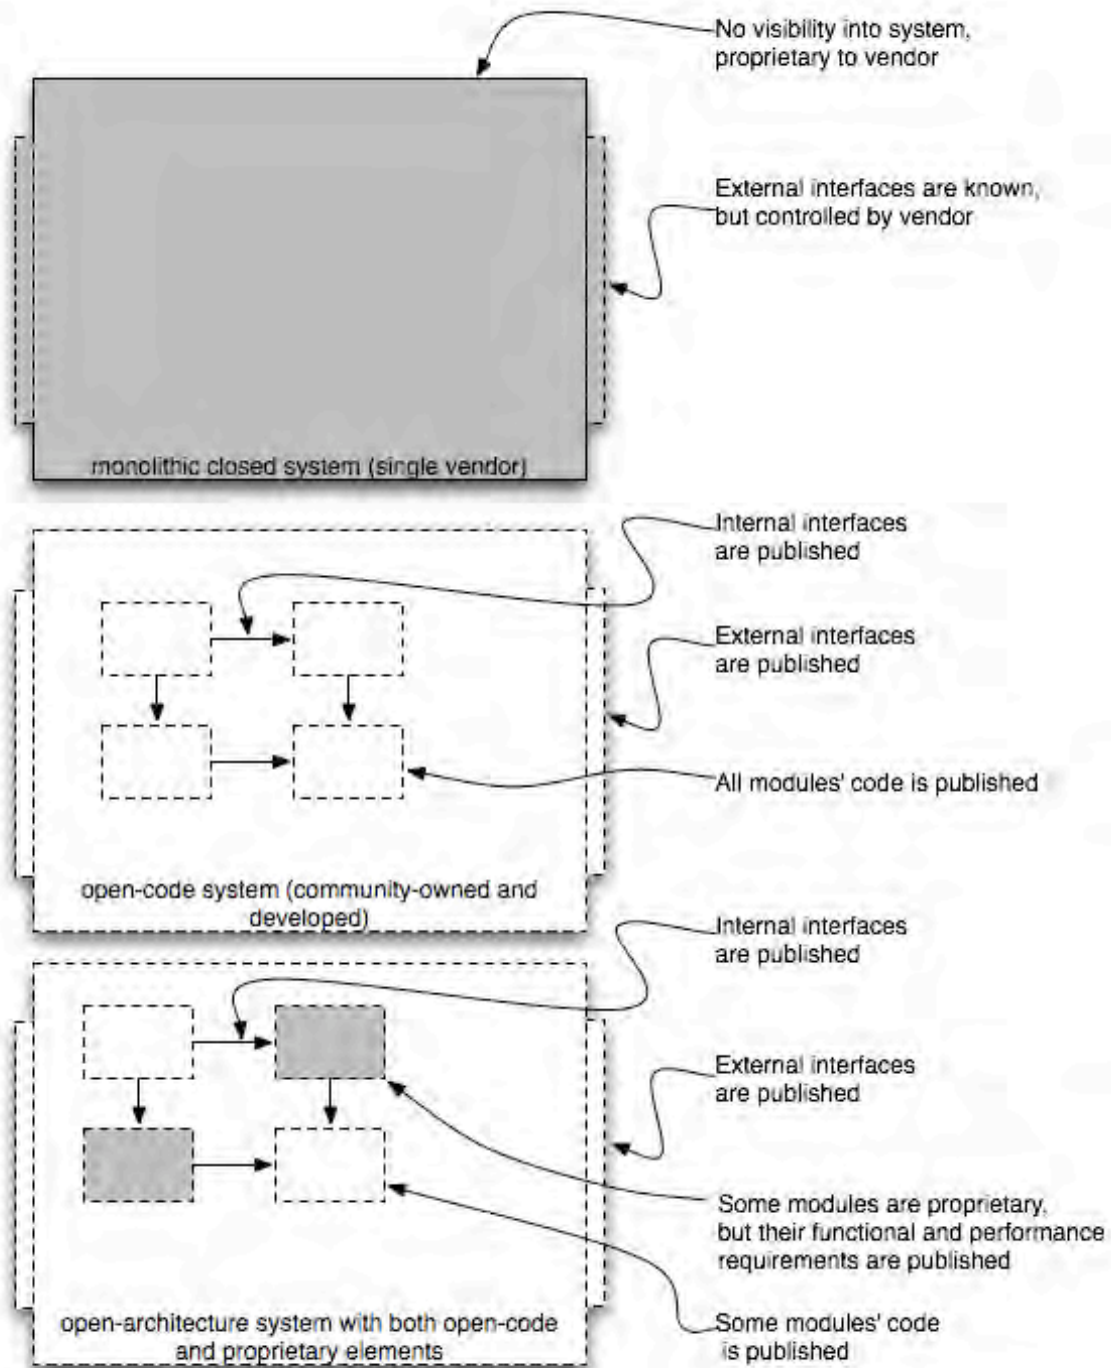 No visibility into system,
proprietary to vendor
External interfaces are known,
but controlled by vendor
monolithic closed system (single vendor)
Internal interfaces
are published
External interfaces
are published
All modules' code is published
open-code system (community-owned and
developed)
Internal interfaces
are published
External interfaces
are published
Some modules are proprietary,
but their functional and performance
requirements are published
Some modules' code
is published
open-architecture system with both open-code
and proprietary elements